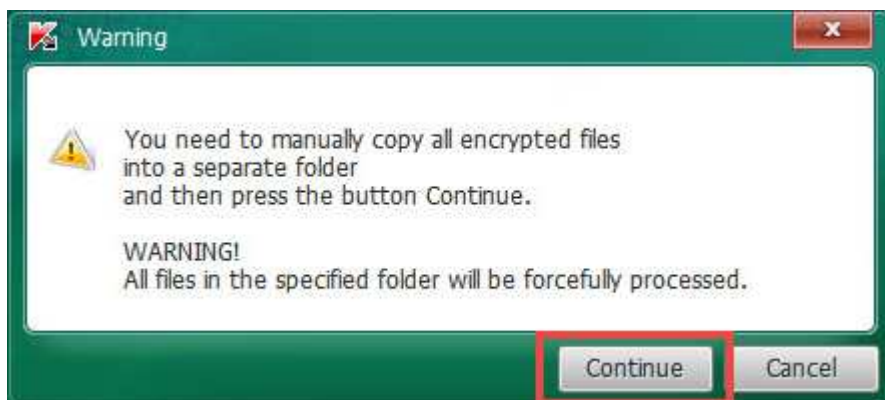 Warning
You need to manually copy all encrypted files
into a separate folder
and then press the button Continue.
WARNING!
All files in the specified folder will be forcefully processed.
Continue
Cancel